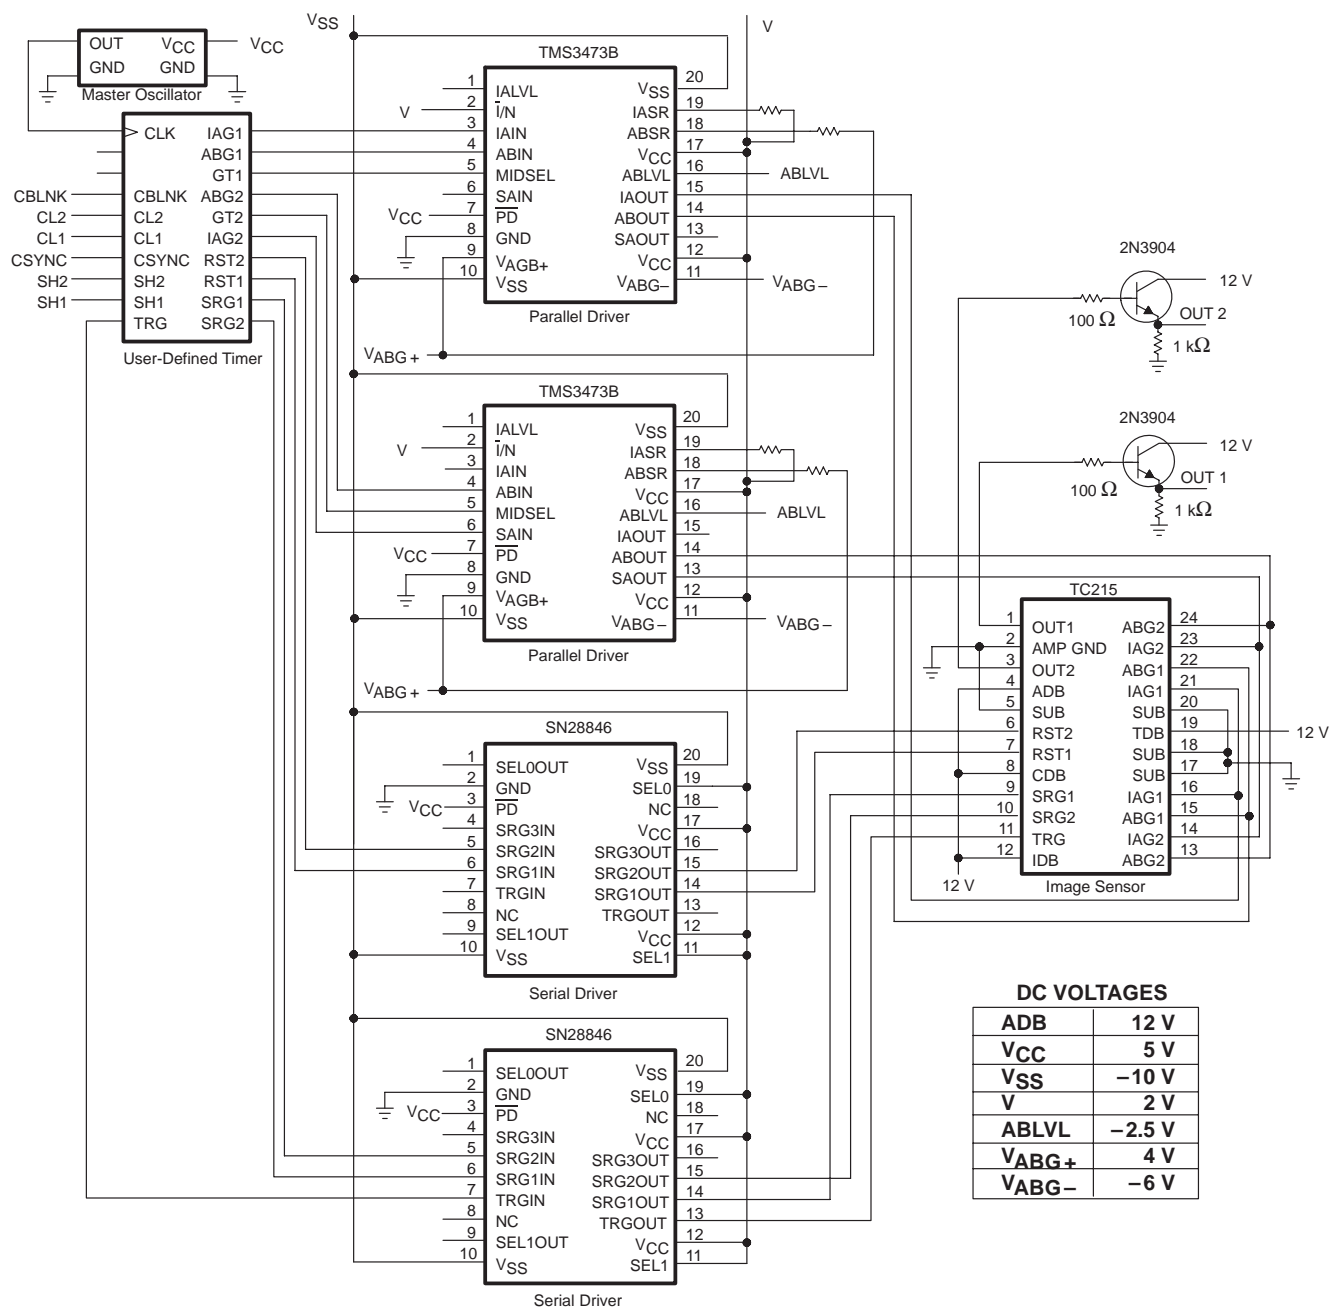 VSS
V
OUT VCC
GND GND
VCC
Master Oscillator
CLK IAG1
ABG1
GT1
CBLNK CBLNK ABG2
CL2 CL2 GT2
CL1 CL1 IAG2
CSYNC CSYNC RST2
SH2 SH2 RST1
SH1 SH1 SRG1
TRG SRG2
User-Defined Timer
TMS3473B
1 IALVL VSS 20
V 2 I/N IASR 19
3 IAIN ABSR 18
4 ABIN VCC 17
5 MIDSEL ABLVL 16 ABLVL
6 SAIN IAOUT 15
VCC 7 PD ABOUT 14
8 GND SAOUT 13
9 VAGB+ VCC 12
10 VSS VABG– 11 VABG–
Parallel Driver
VABG+
TMS3473B
1 IALVL VSS 20
V 2 I/N IASR 19
3 IAIN ABSR 18
4 ABIN VCC 17
5 MIDSEL ABLVL 16 ABLVL
6 SAIN IAOUT 15
VCC 7 PD ABOUT 14
8 GND SAOUT 13
9 VAGB+ VCC 12
10 VSS VABG– 11 VABG–
Parallel Driver
VABG+
SN28846
1 SEL0OUT VSS 20
2 GND SEL0 19
VCC 3 PD NC 18
4 SRG3IN VCC 17
5 SRG2IN SRG3OUT 16
6 SRG1IN SRG2OUT 15
7 TRGIN SRG1OUT 14
8 NC TRGOUT 13
9 SEL1OUT VCC 12
10 VSS SEL1 11
Serial Driver
SN28846
1 SEL0OUT VSS 20
2 GND SEL0 19
VCC 3 PD NC 18
4 SRG3IN VCC 17
5 SRG2IN SRG3OUT 16
6 SRG1IN SRG2OUT 15
7 TRGIN SRG1OUT 14
8 NC TRGOUT 13
9 SEL1OUT VCC 12
10 VSS SEL1 11
Serial Driver
2N3904
12 V
100 Ω
OUT 2
1 kΩ
2N3904
12 V
100 Ω
OUT 1
1 kΩ
TC215
1 OUT1 ABG2 24
2 AMP GND IAG2 23
3 OUT2 ABG1 22
4 ADB IAG1 21
5 SUB SUB 20
6 RST2 TDB 19 12 V
7 RST1 SUB 18
8 CDB SUB 17
9 SRG1 IAG1 16
10 SRG2 ABG1 15
11 TRG IAG2 14
12 IDB ABG2 13
12 V
Image Sensor
DC VOLTAGES
ADB 12 V
VCC 5 V
VSS –10 V
V 2 V
ABLVL –2.5 V
VABG+ 4 V
VABG– –6 V